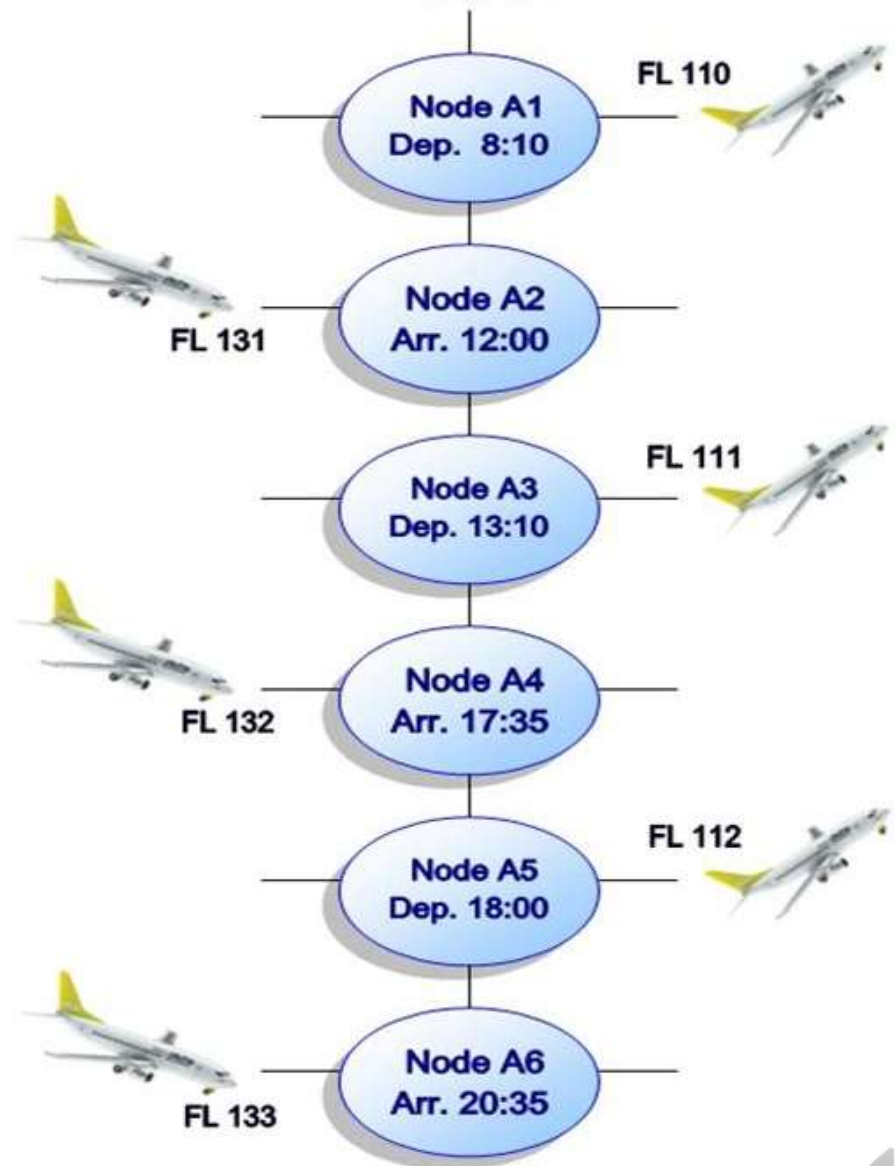 FL 110
Node A1
Dep. 8:10
Node A2
Arr. 12:00
FL 131
FL 111
Node A3
Dep. 13:10
Node A4
Arr. 17:35
FL 132
FL 112
Node A5
Dep. 18:00
Node A6
Arr. 20:35
FL 133